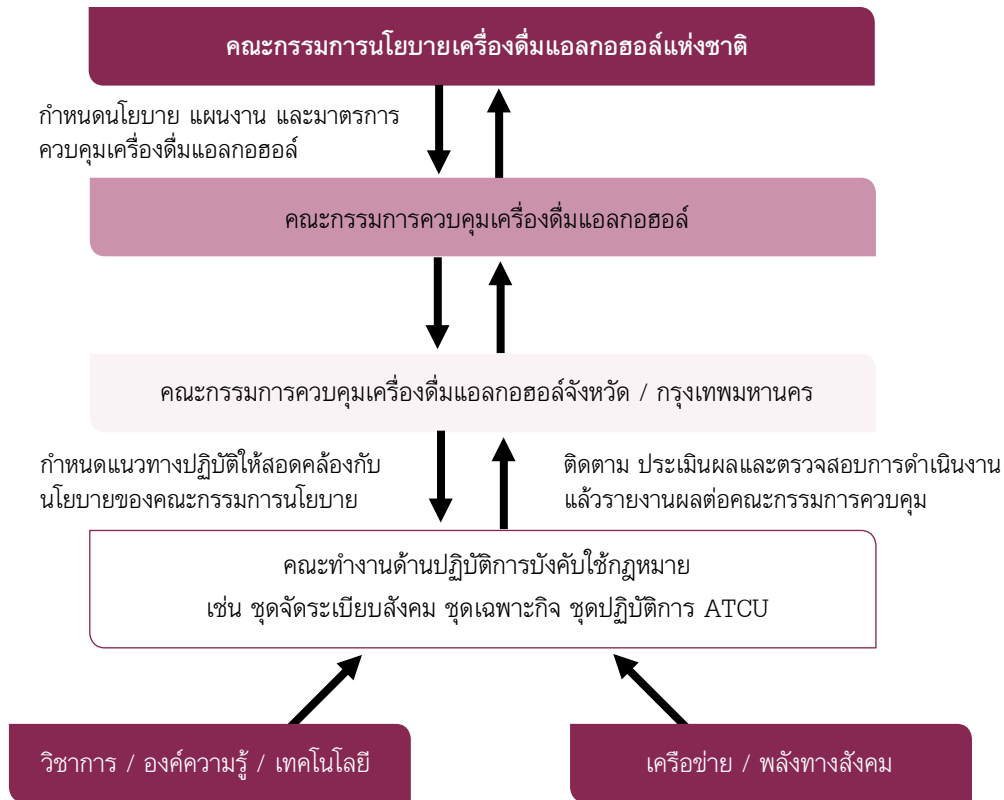 คณะกรรมการนโยบายเครื่องดื่มแอลกอฮอล์แห่งชาติ
กำหนดนโยบาย แผนงาน และมาตรการ
ควบคุมเครื่องดื่มแอลกอฮอล์
คณะกรรมการควบคุมเครื่องดื่มแอลกอฮอล์
คณะกรรมการควบคุมเครื่องดื่มแอลกอฮอล์จังหวัด / กรุงเทพมหานคร
กำหนดแนวทางปฏิบัติให้สอดคล้องกับ
นโยบายของคณะกรรมการนโยบาย
ติดตาม ประเมินผลและตรวจสอบการดำเนินงาน
แล้วรายงานผลต่อคณะกรรมการควบคุม
คณะทำงานด้านปฏิบัติการบังคับใช้กฎหมาย
เช่น ชุดจัดระเบียบสังคม ชุดเฉพาะกิจ ชุดปฏิบัติการ ATCU
วิชาการ / องค์ความรู้ / เทคโนโลยี
เครือข่าย / พลังทางสังคม